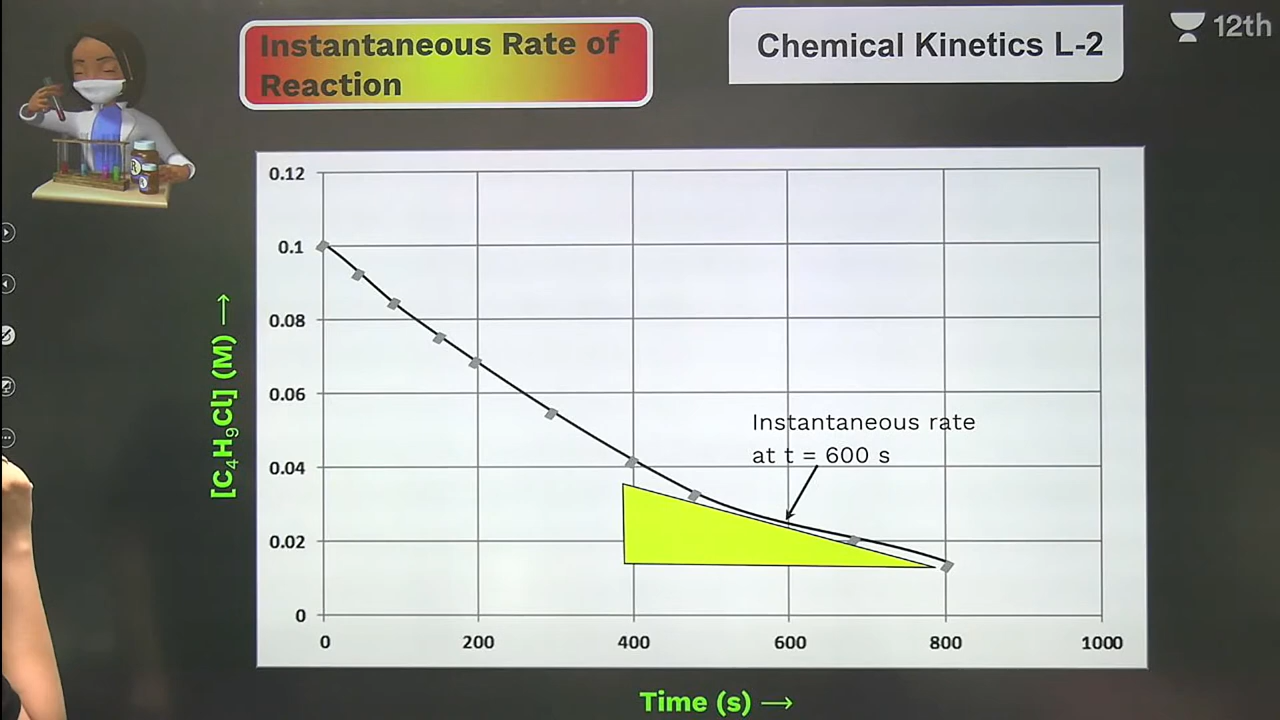 Instantaneous Rate of
Reaction
Chemical Kinetics L-2
12th
0.12
0.1
0.08
0.06
0.04
0.02
0
[C₄H₉Cl] (M) →
Instantaneous rate
at t = 600 s
0 200 400 600 800 1000
Time (s) →